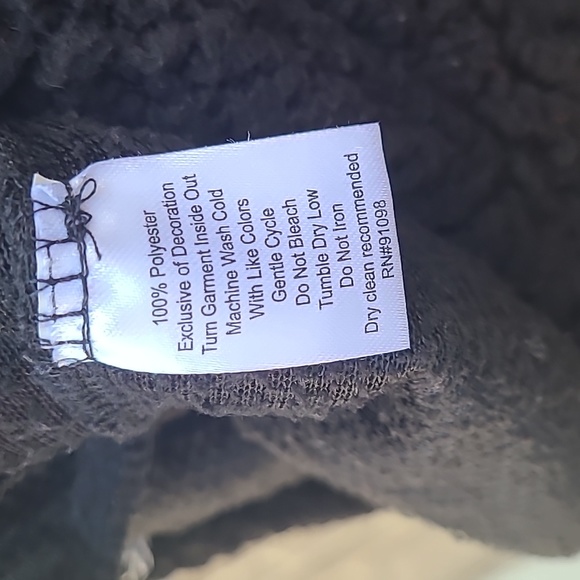 100% Polyester
Exclusive of Decoration
Turn Garment Inside Out
Machine Wash Cold
With Like Colors
Gentle Cycle
Do Not Bleach
Tumble Dry Low
Do Not Iron
Dry clean recommended
RN#91098